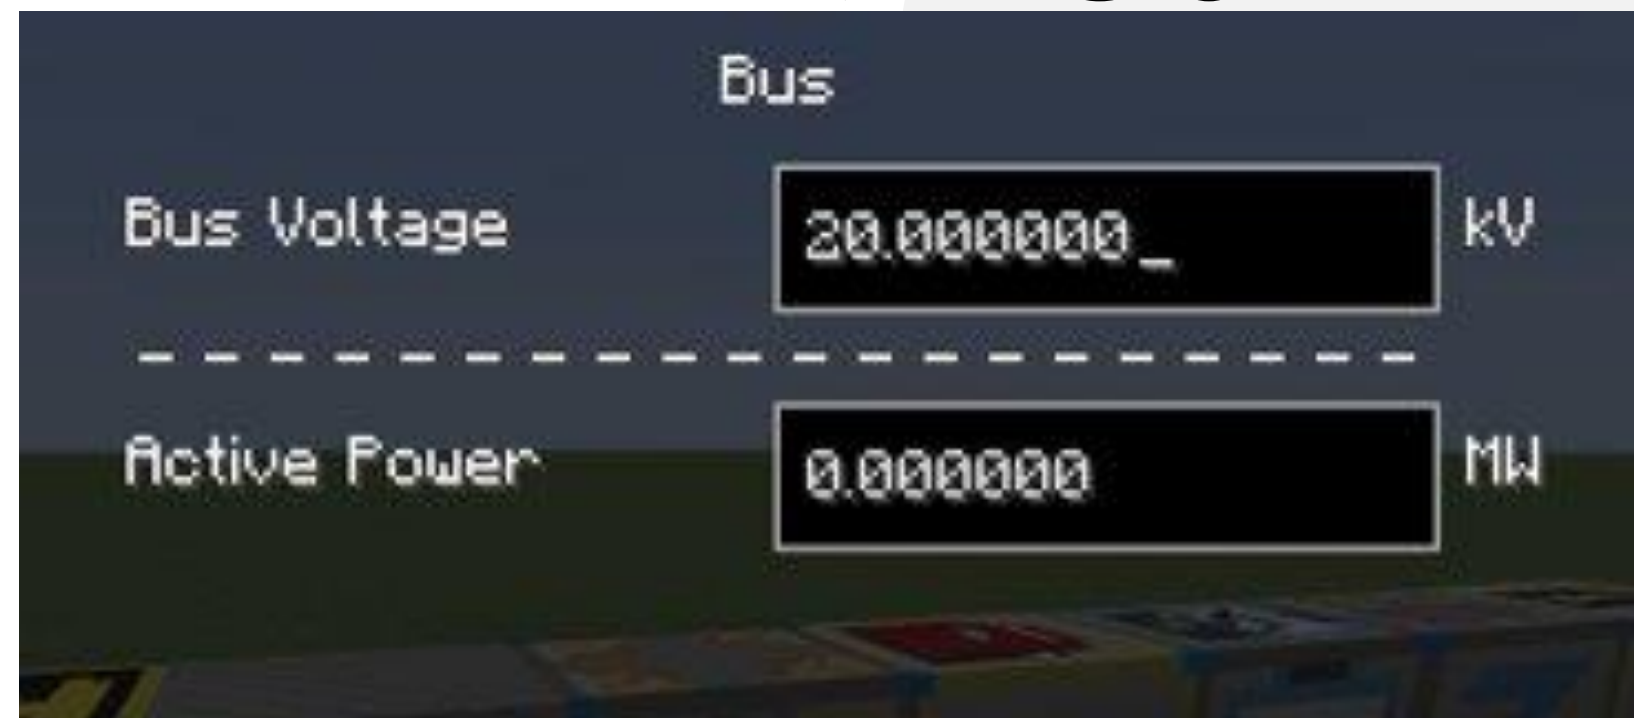 Bus
Bus Voltage 20.000000_ kV
- - - - - - - - - - - - - - - - - - - -
Active Power 0.000000 MW